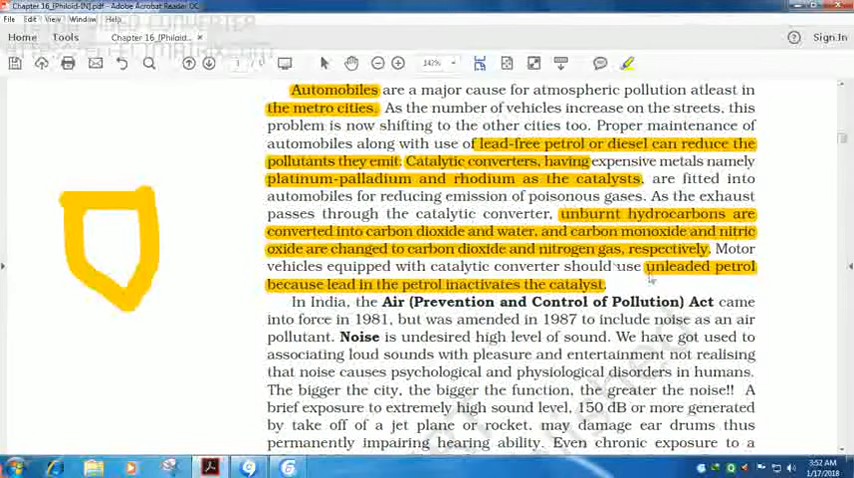 Chapter 16_[Philoid-IN].pdf - Adobe Acrobat Reader DC
File Edit View Window Help
Home Tools Chapter 16_[Philoid... × Sign In
1 / 142%
Automobiles are a major cause for atmospheric pollution atleast in
the metro cities. As the number of vehicles increase on the streets, this
problem is now shifting to the other cities too. Proper maintenance of
automobiles along with use of lead-free petrol or diesel can reduce the
pollutants they emit. Catalytic converters, having expensive metals namely
platinum-palladium and rhodium as the catalysts, are fitted into
automobiles for reducing emission of poisonous gases. As the exhaust
passes through the catalytic converter, unburnt hydrocarbons are
converted into carbon dioxide and water, and carbon monoxide and nitric
oxide are changed to carbon dioxide and nitrogen gas, respectively. Motor
vehicles equipped with catalytic converter should use unleaded petrol
because lead in the petrol inactivates the catalyst.
In India, the Air (Prevention and Control of Pollution) Act came
into force in 1981, but was amended in 1987 to include noise as an air
pollutant. Noise is undesired high level of sound. We have got used to
associating loud sounds with pleasure and entertainment not realising
that noise causes psychological and physiological disorders in humans.
The bigger the city, the bigger the function, the greater the noise!! A
brief exposure to extremely high sound level, 150 dB or more generated
by take off of a jet plane or rocket, may damage ear drums thus
permanently impairing hearing ability. Even chronic exposure to a
3:52 AM
1/17/2018